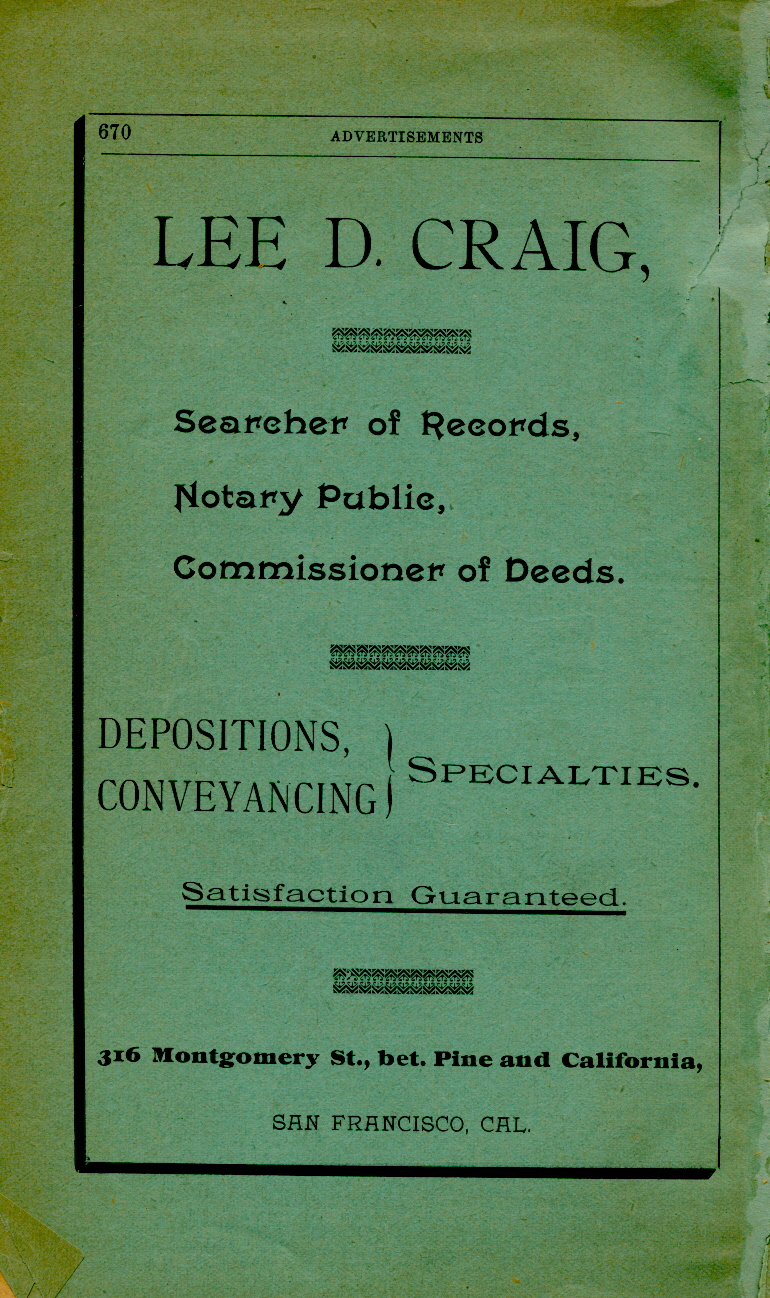 670
ADVERTISEMENTS
LEE D. CRAIG,
Searcher of Records,
Notary Public,
Commissioner of Deeds.
DEPOSITIONS,
CONVEYANCING
SPECIALTIES.
Satisfaction Guaranteed.
316 Montgomery St., bet. Pine and California,
SAN FRANCISCO, CAL.